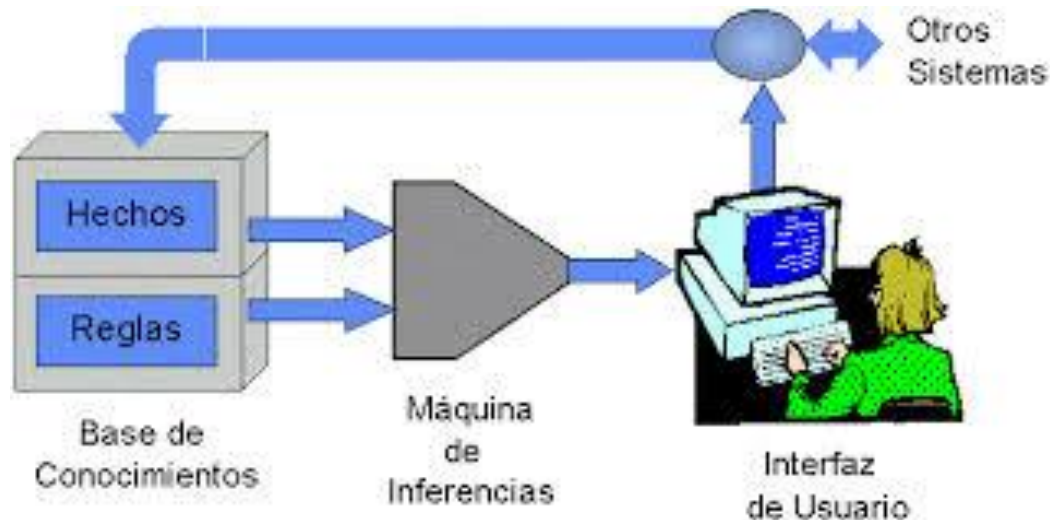 Otros
Sistemas
Hechos
Reglas
Base de
Conocimientos
Máquina
de
Inferencias
Interfaz
de Usuario